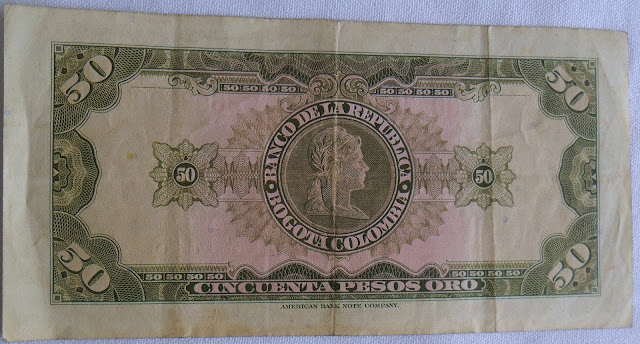 50 50
50 50 50 50 50 50 50 50
BANCO DE LA REPUBLICA
50 50
BOGOTA COLOMBIA
50 50
50 50 50 50 50 50 50 50
CINCUENTA PESOS ORO
AMERICAN BANK NOTE COMPANY.